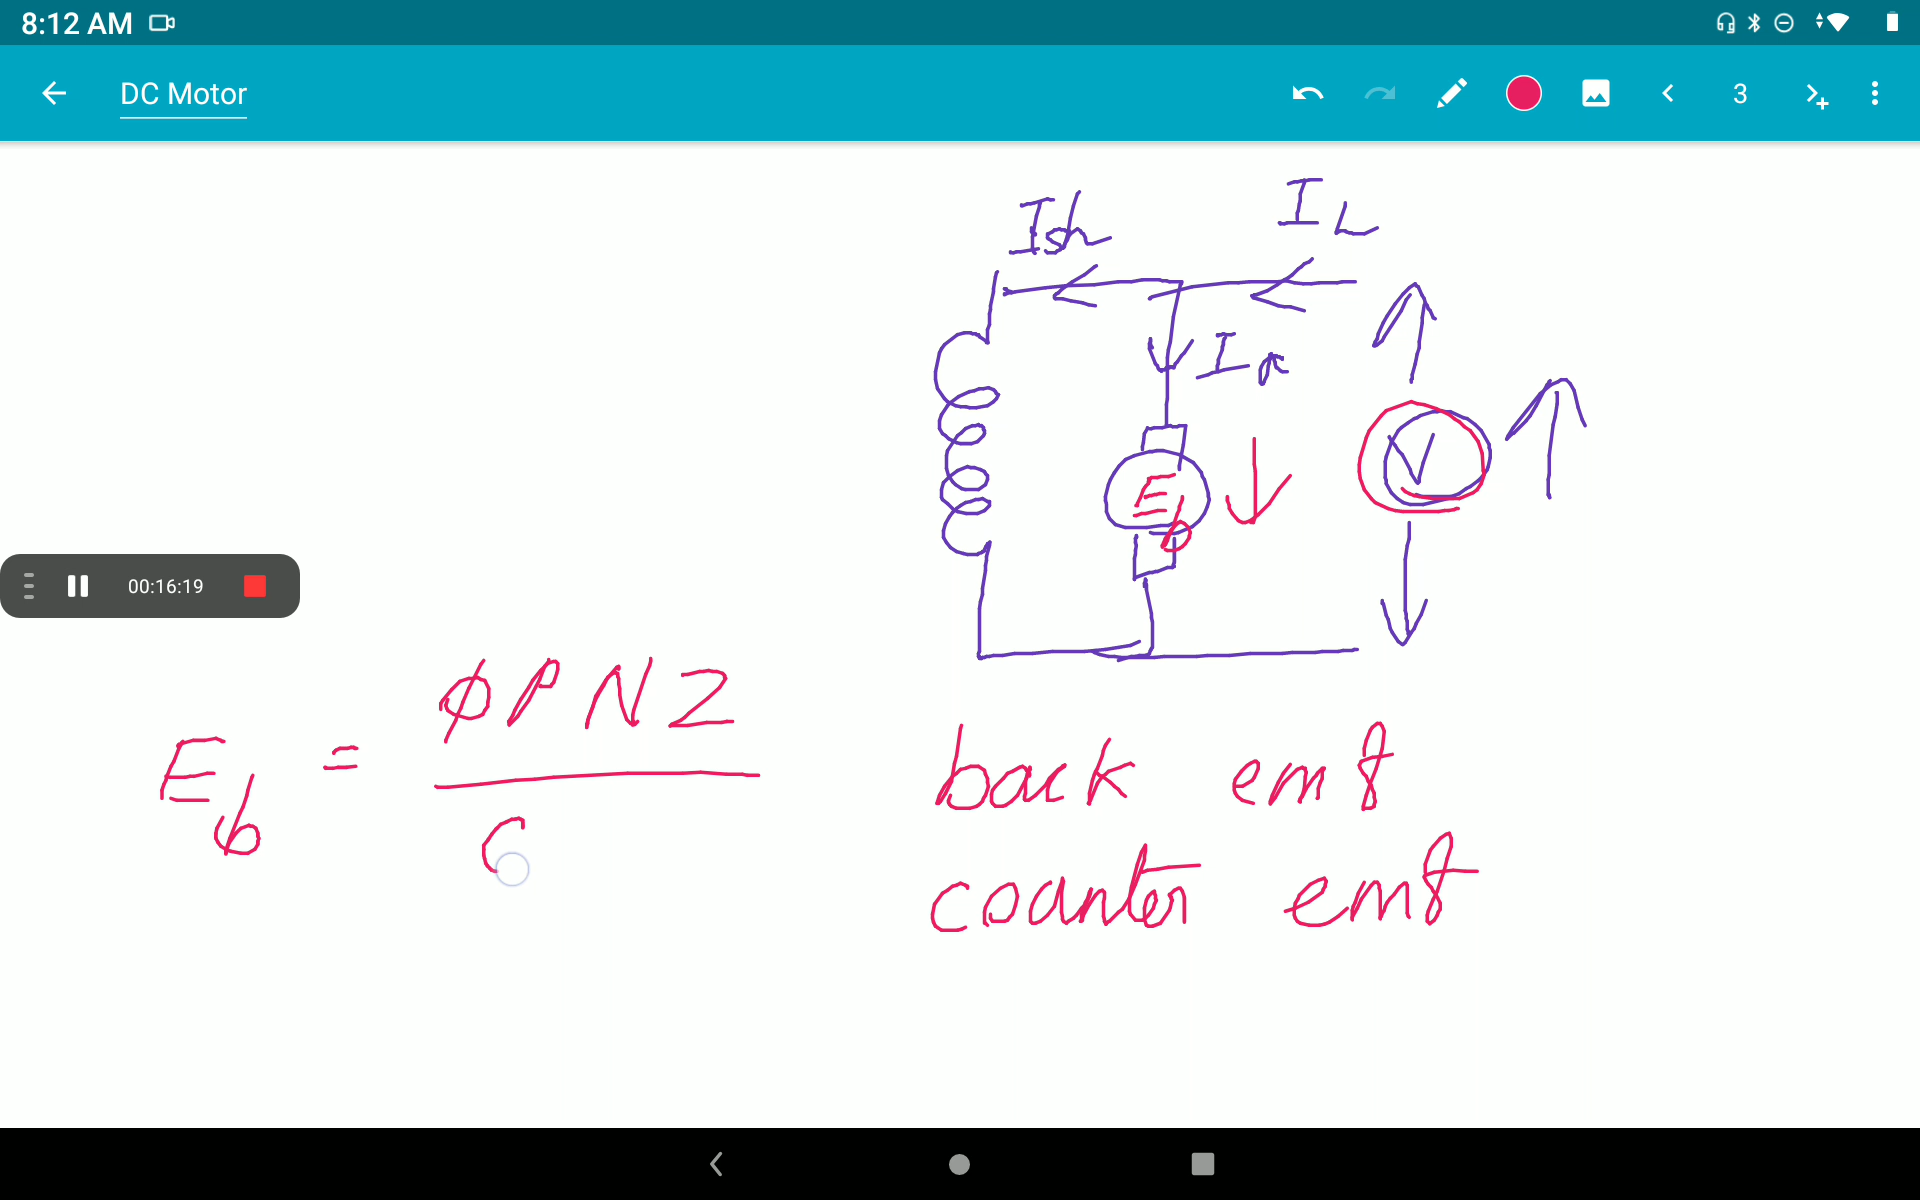 8:12 AM
DC Motor
3
Ish
IL
Ia
V
Eb
00:16:19
Eb = ΦPNZ
6
back emf
counter emf